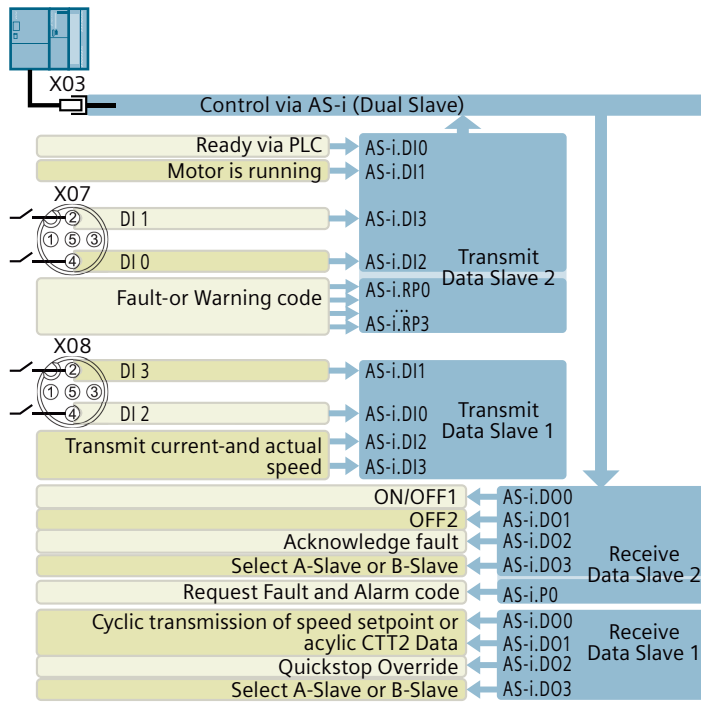 X03
Control via AS-i (Dual Slave)
Ready via PLC
AS-i.DI0
Motor is running
AS-i.DI1
X07
② DI 1
AS-i.DI3
① ⑤ ③
④ DI 0
AS-i.DI2
Transmit
Data Slave 2
Fault-or Warning code
AS-i.RP0
...
AS-i.RP3
X08
② DI 3
AS-i.DI1
① ⑤ ③
④ DI 2
AS-i.DI0
Transmit
Data Slave 1
Transmit current-and actual
speed
AS-i.DI2
AS-i.DI3
ON/OFF1
AS-i.DO0
OFF2
AS-i.DO1
Acknowledge fault
AS-i.DO2
Select A-Slave or B-Slave
AS-i.DO3
Receive
Data Slave 2
Request Fault and Alarm code
AS-i.P0
Cyclic transmission of speed setpoint or
acylic CTT2 Data
AS-i.DO0
AS-i.DO1
Receive
Data Slave 1
Quickstop Override
AS-i.DO2
Select A-Slave or B-Slave
AS-i.DO3